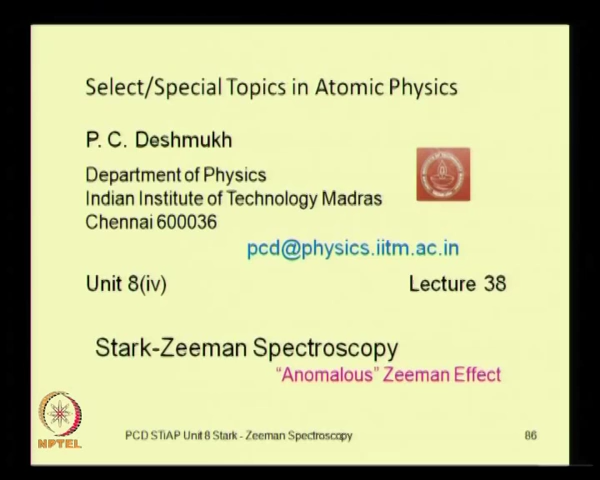 Select/Special Topics in Atomic Physics
P. C. Deshmukh
Department of Physics
Indian Institute of Technology Madras
Chennai 600036
pcd@physics.iitm.ac.in
Unit 8(iv) Lecture 38
Stark-Zeeman Spectroscopy
“Anomalous” Zeeman Effect
NPTEL
PCD STiAP Unit 8 Stark - Zeeman Spectroscopy 86